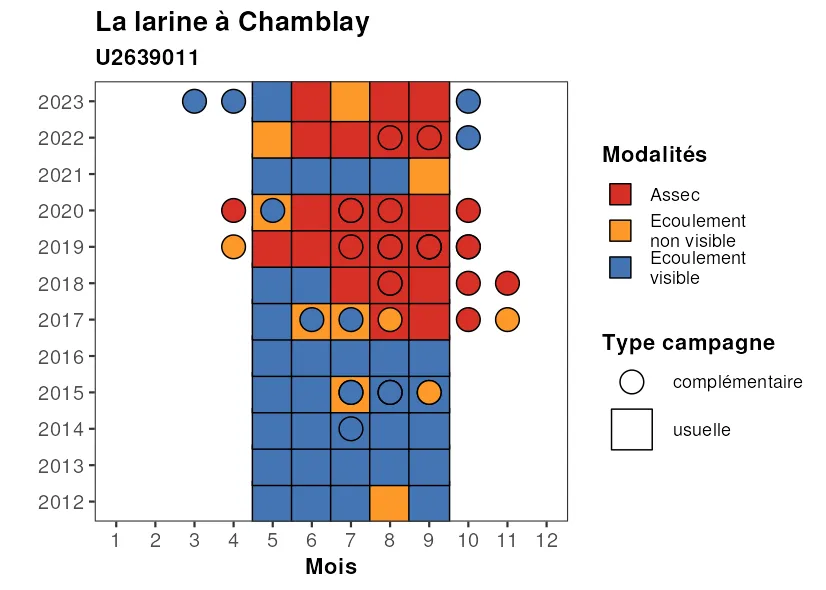 La larine à Chamblay
U2639011
2023
2022
2021
2020
2019
2018
2017
2016
2015
2014
2013
2012
1 2 3 4 5 6 7 8 9 10 11 12
Mois
Modalités
Assec
Ecoulement
non visible
Ecoulement
visible
Type campagne
complémentaire
usuelle